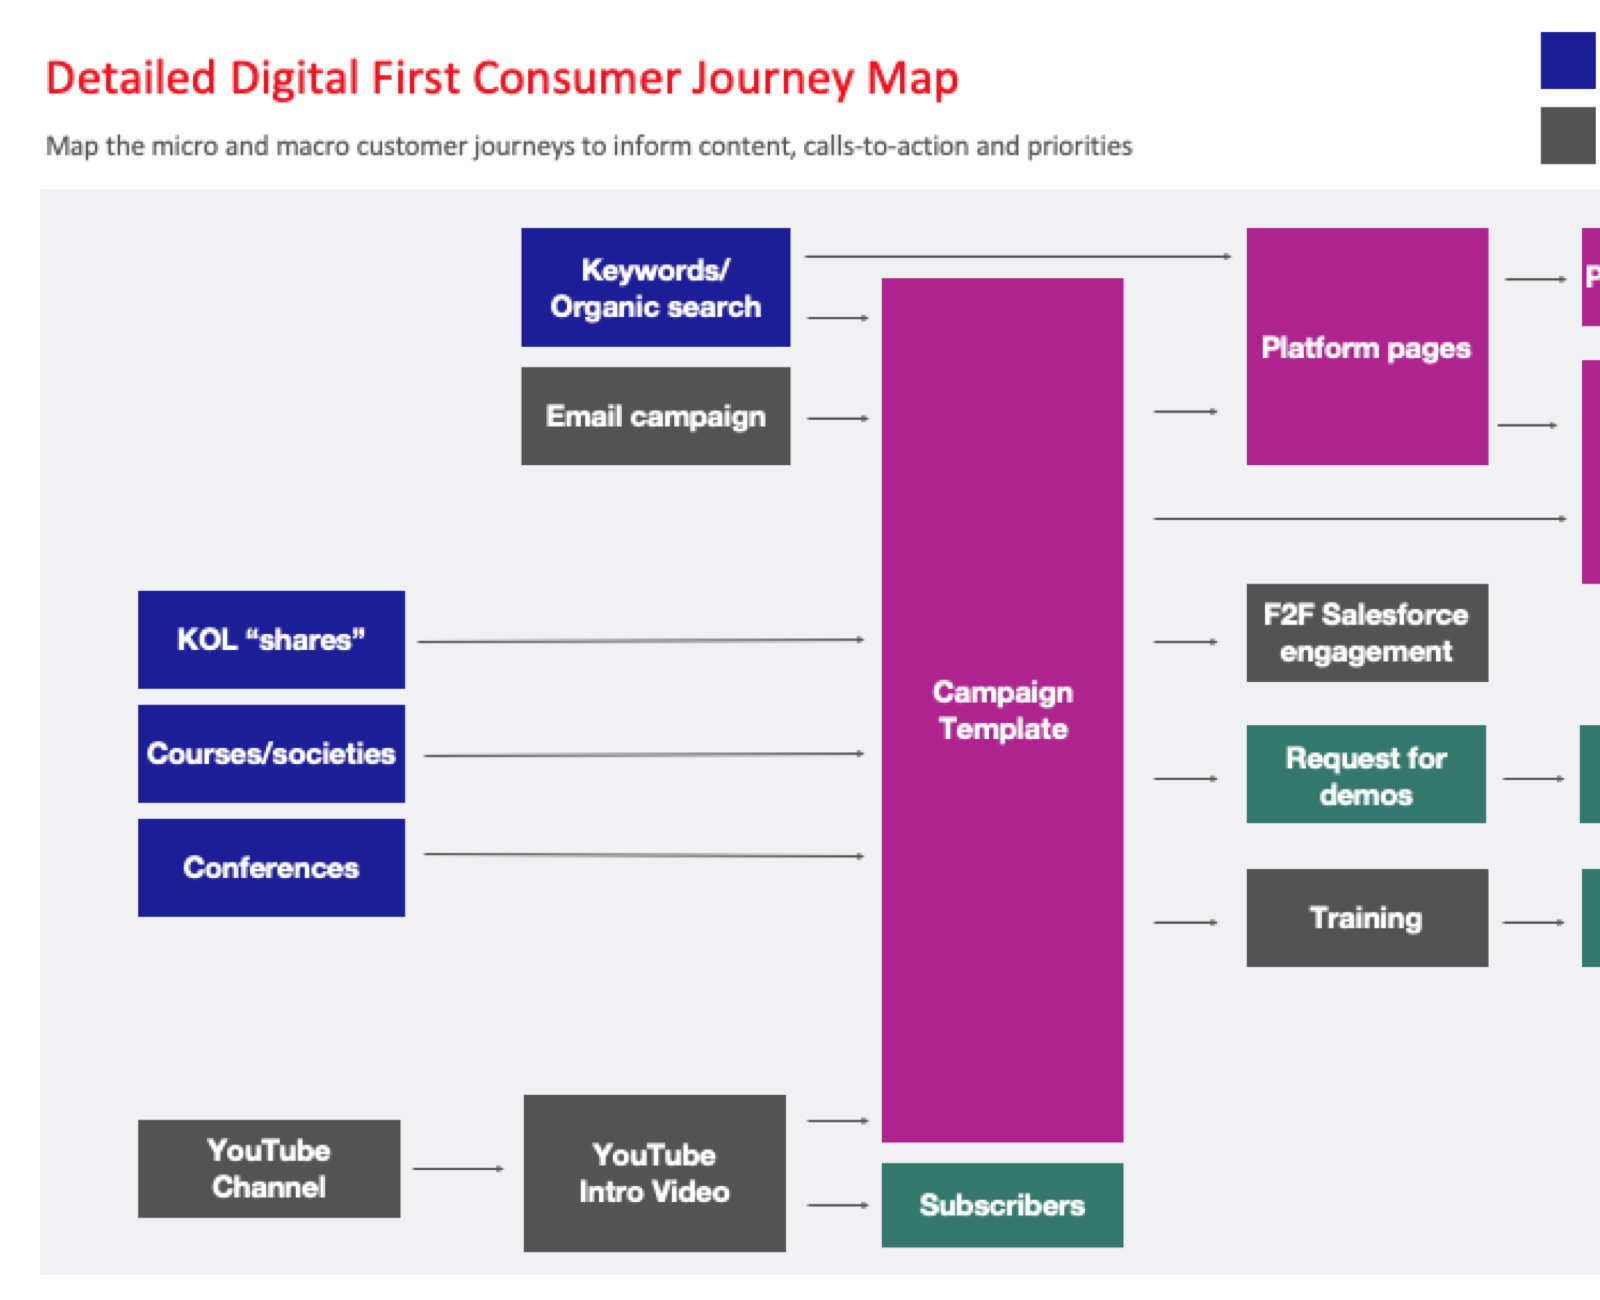 Detailed Digital First Consumer Journey Map
Map the micro and macro customer journeys to inform content, calls-to-action and priorities
Keywords/
Organic search
Email campaign
Platform pages
P
KOL “shares”
Courses/societies
Conferences
Campaign
Template
F2F Salesforce
engagement
Request for
demos
Training
YouTube
Channel
YouTube
Intro Video
Subscribers